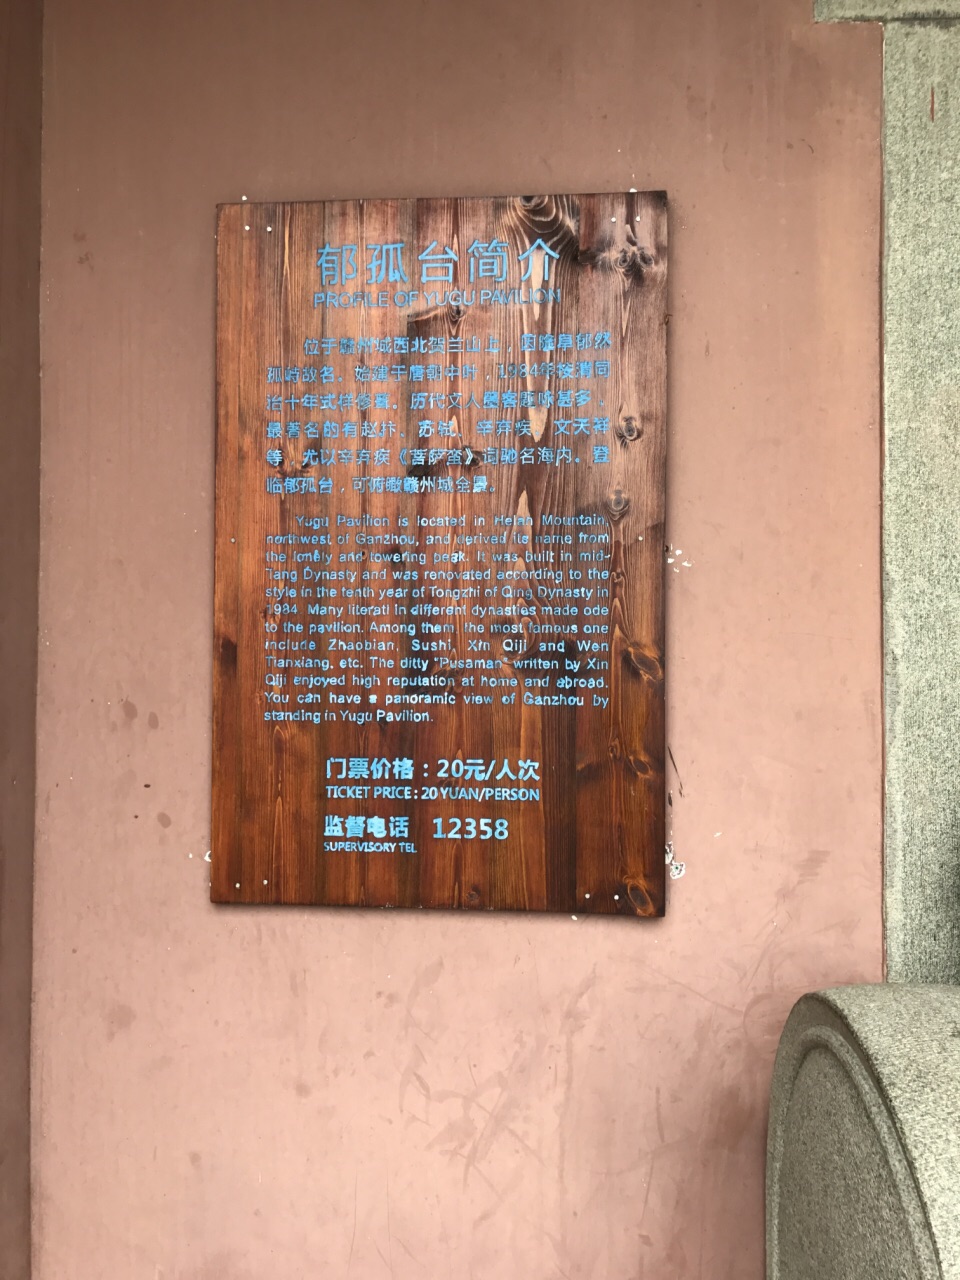 郁孤台简介
PROFILE OF YUGU PAVILION
位于赣州城西北贺兰山上，因隆阜郁然
孤峙故名。始建于唐朝中叶，1984年按清同
治十年式样修葺。历代文人墨客题咏甚多，
最著名的有赵抃、苏轼、辛弃疾、文天祥
等，尤以辛弃疾《菩萨蛮》词驰名海内。登
临郁孤台，可俯瞰赣州城全景。
Yugu Pavilion is located in Helan Mountain,
northwest of Ganzhou, and derived its name from
the lonely and towering peak. It was built in mid-
Tang Dynasty and was renovated according to the
style in the tenth year of Tongzhi of Qing Dynasty in
1984. Many literati in different dynasties made ode
to the pavilion. Among them, the most famous one
include Zhaobian, Sushi, Xin Qiji and Wen
Tianxiang, etc. The ditty "Pusaman" written by Xin
Qiji enjoyed high reputation at home and abroad.
You can have a panoramic view of Ganzhou by
standing in Yugu Pavilion.
门票价格：20元/人次
TICKET PRICE: 20 YUAN/PERSON
监督电话 12358
SUPERVISORY TEL